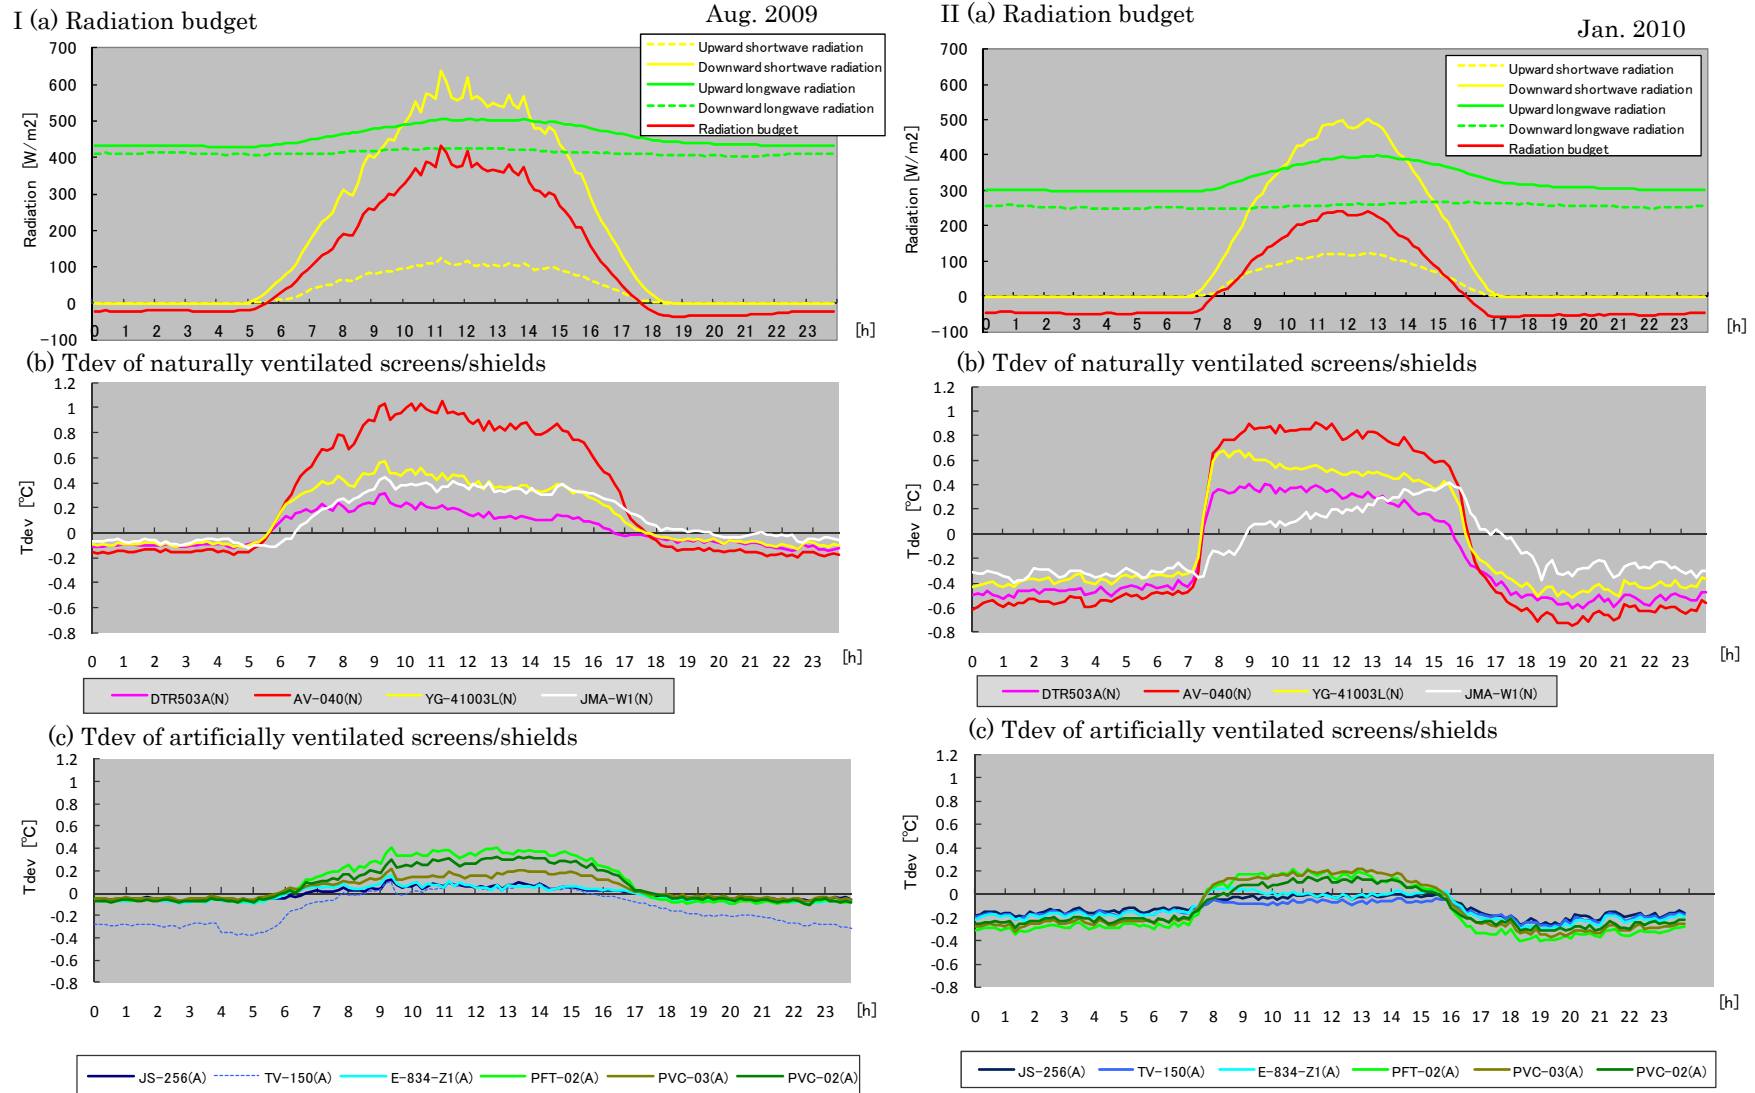 I (a) Radiation budget
Aug. 2009
700
600
500
400
300
200
100
0
-100
Radiation [W/m2]
Upward shortwave radiation
Downward shortwave radiation
Upward longwave radiation
Downward longwave radiation
Radiation budget
0 1 2 3 4 5 6 7 8 9 10 11 12 13 14 15 16 17 18 19 20 21 22 23 [h]
(b) Tdev of naturally ventilated screens/shields
1.2
1
0.8
0.6
0.4
0.2
0
-0.2
-0.4
-0.6
-0.8
Tdev [℃]
0 1 2 3 4 5 6 7 8 9 10 11 12 13 14 15 16 17 18 19 20 21 22 23 [h]
DTR503A(N) AV-040(N) YG-41003L(N) JMA-W1(N)
(c) Tdev of artificially ventilated screens/shields
1.2
1
0.8
0.6
0.4
0.2
0
-0.2
-0.4
-0.6
-0.8
Tdev [℃]
0 1 2 3 4 5 6 7 8 9 10 11 12 13 14 15 16 17 18 19 20 21 22 23 [h]
JS-256(A) TV-150(A) E-834-Z1(A) PFT-02(A) PVC-03(A) PVC-02(A)
II (a) Radiation budget
Jan. 2010
700
600
500
400
300
200
100
0
-100
Radiation [W/m2]
Upward shortwave radiation
Downward shortwave radiation
Upward longwave radiation
Downward longwave radiation
Radiation budget
0 1 2 3 4 5 6 7 8 9 10 11 12 13 14 15 16 17 18 19 20 21 22 23 [h]
(b) Tdev of naturally ventilated screens/shields
1.2
1
0.8
0.6
0.4
0.2
0
-0.2
-0.4
-0.6
-0.8
Tdev [℃]
0 1 2 3 4 5 6 7 8 9 10 11 12 13 14 15 16 17 18 19 20 21 22 23 [h]
DTR503A(N) AV-040(N) YG-41003L(N) JMA-W1(N)
(c) Tdev of artificially ventilated screens/shields
1.2
1
0.8
0.6
0.4
0.2
0
-0.2
-0.4
-0.6
-0.8
Tdev [℃]
0 1 2 3 4 5 6 7 8 9 10 11 12 13 14 15 16 17 18 19 20 21 22 23 [h]
JS-256(A) TV-150(A) E-834-Z1(A) PFT-02(A) PVC-03(A) PVC-02(A)